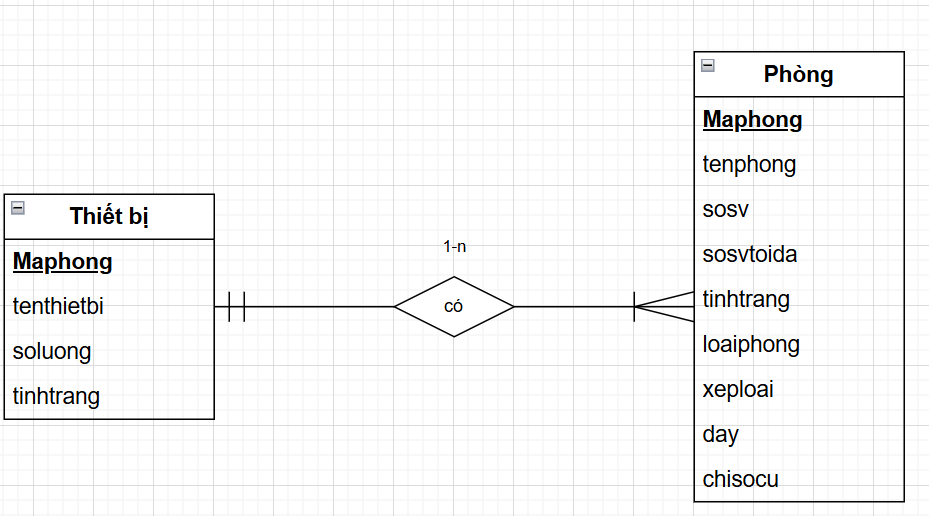 Thiết bị
Maphong
tenthietbi
soluong
tinhtrang
1-n
có
Phòng
Maphong
tenphong
sosv
sosvtoida
tinhtrang
loaiphong
xeploai
day
chisocu